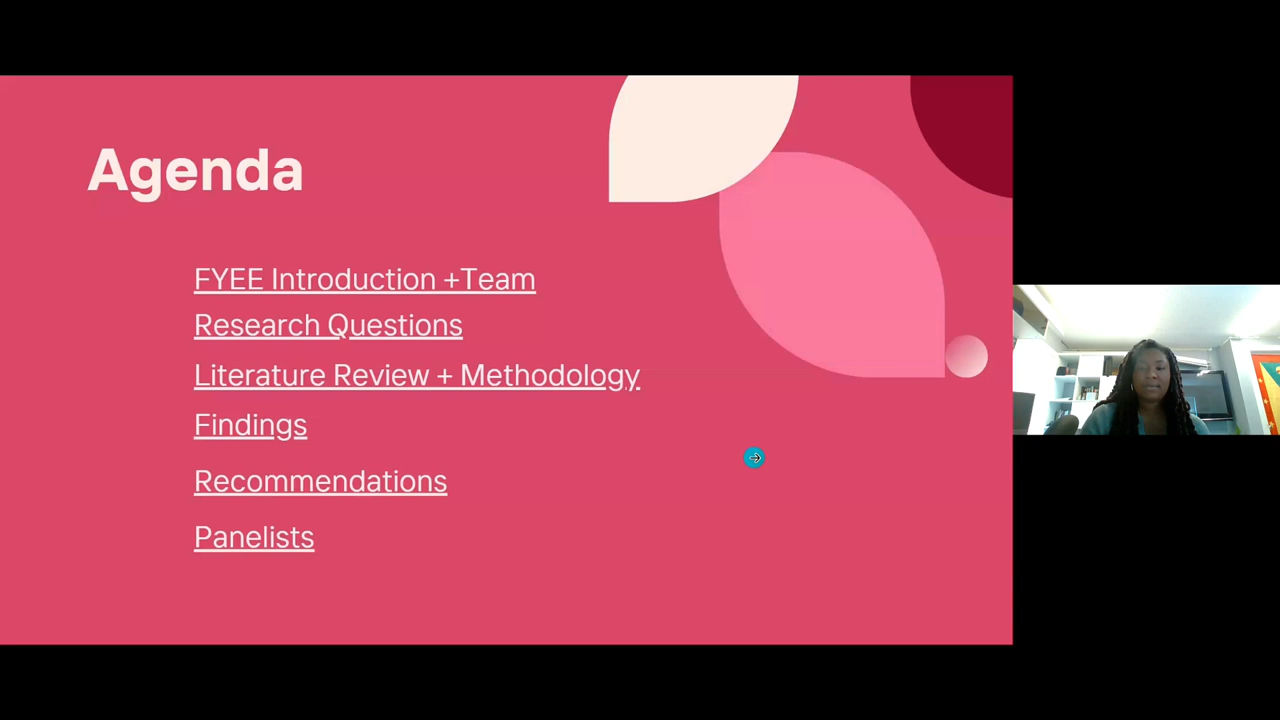 Agenda
FYEE Introduction +Team
Research Questions
Literature Review + Methodology
Findings
Recommendations
Panelists